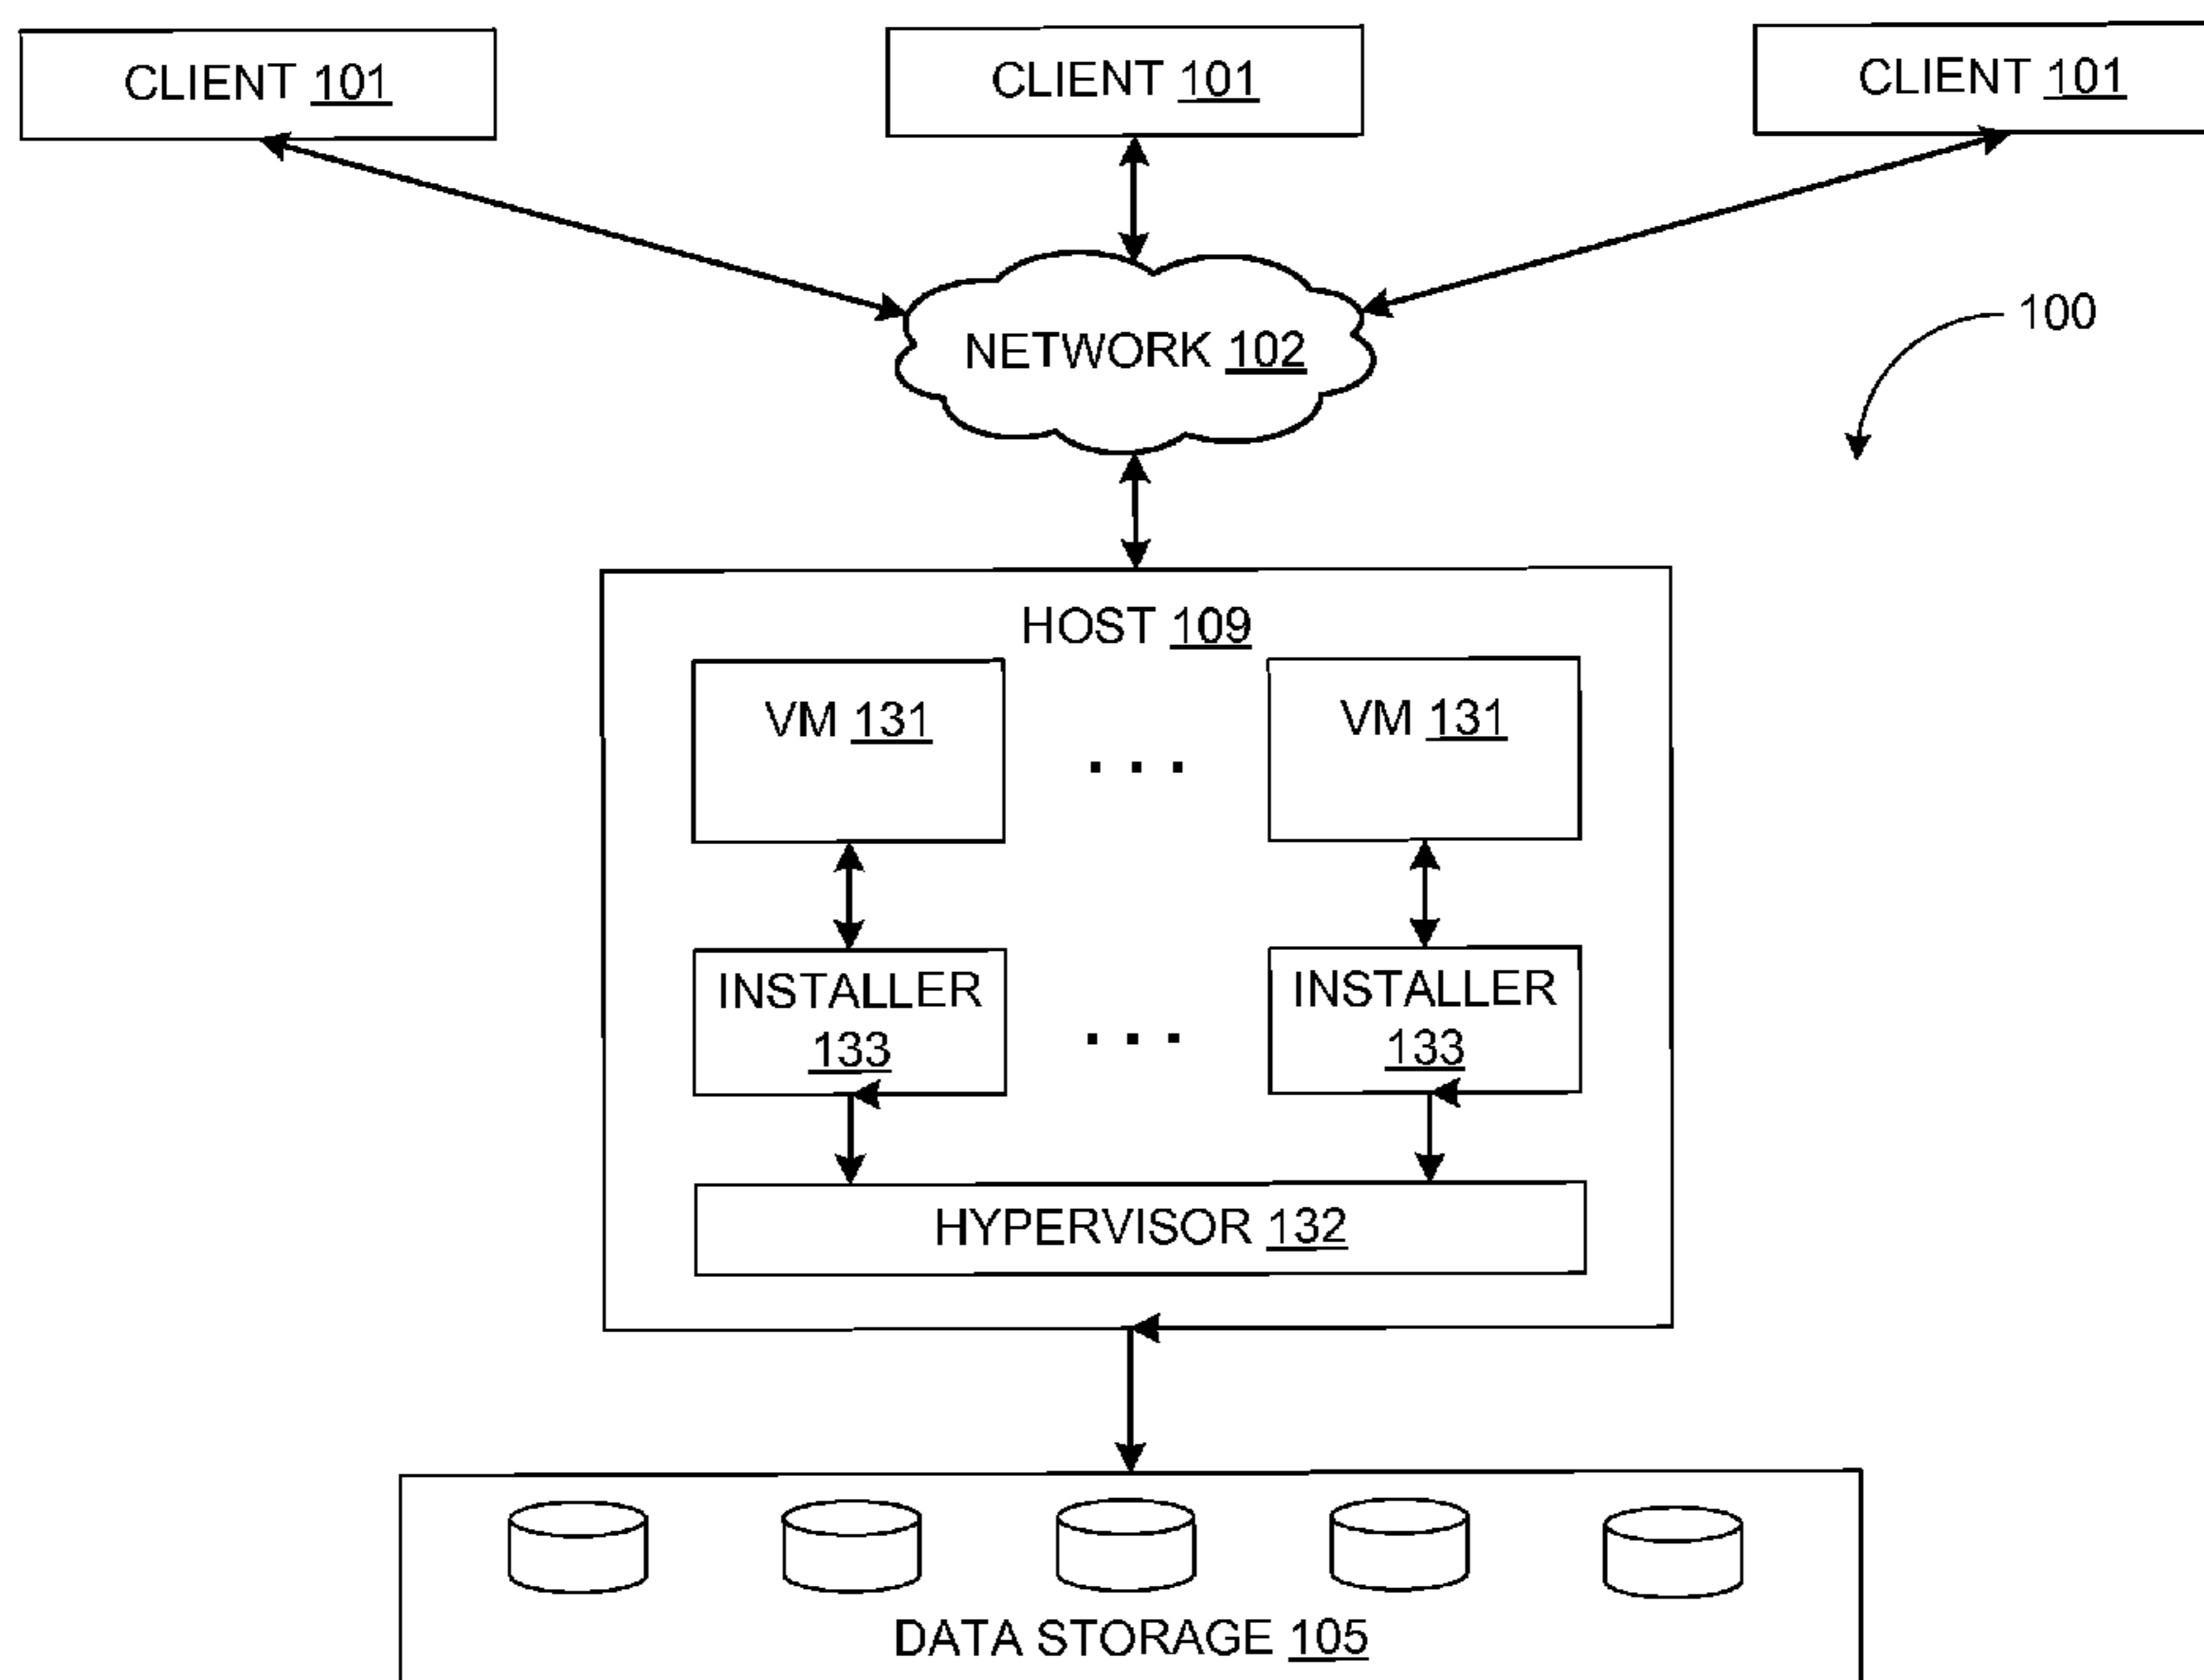 CLIENT 101
CLIENT 101
CLIENT 101
NETWORK 102
100
HOST 109
VM 131
. . .
VM 131
INSTALLER
133
. . .
INSTALLER
133
HYPERVISOR 132
DATA STORAGE 105